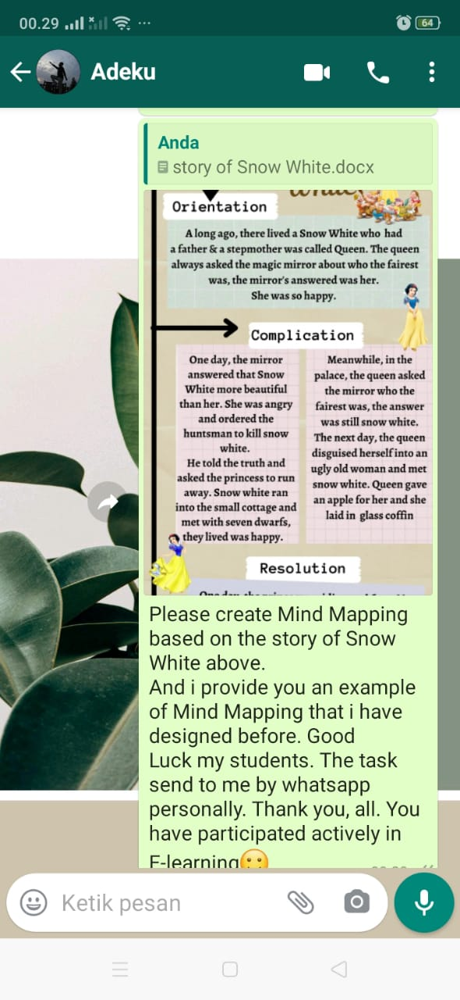 00.29
64
Adeku
Anda
story of Snow White.docx
Orientation
A long ago, there lived a Snow White who had
a father & a stepmother was called Queen. The queen
always asked the magic mirror about who the fairest
was, the mirror's answered was her.
She was so happy.
Complication
One day, the mirror
answered that Snow
White more beautiful
than her. She was angry
and ordered the
huntsman to kill snow
white.
He told the truth and
asked the princess to run
away. Snow white ran
into the small cottage and
met with seven dwarfs,
they lived was happy.
Meanwhile, in the
palace, the queen asked
the mirror who the
fairest was, the answer
was still snow white.
The next day, the queen
disguised herself into an
ugly old woman and met
snow white. Queen gave
an apple for her and she
laid in glass coffin
Resolution
Please create Mind Mapping
based on the story of Snow
White above.
And i provide you an example
of Mind Mapping that i have
designed before. Good
Luck my students. The task
send to me by whatsapp
personally. Thank you, all. You
have participated actively in
E-learning🙂
Ketik pesan